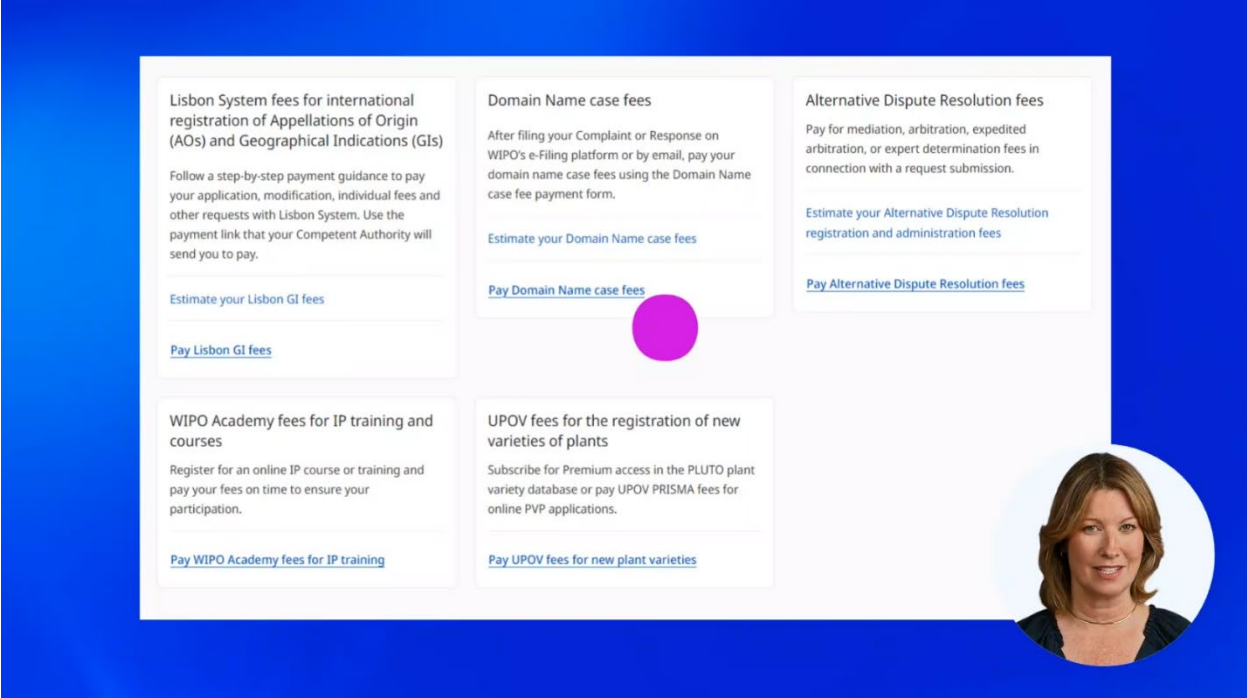 Lisbon System fees for international
registration of Appellations of Origin
(AOs) and Geographical Indications (GIs)
Follow a step-by-step payment guidance to pay
your application, modification, individual fees and
other requests with Lisbon System. Use the
payment link that your Competent Authority will
send you to pay.
Estimate your Lisbon GI fees
Pay Lisbon GI fees
Domain Name case fees
After filing your Complaint or Response on
WIPO's e-Filing platform or by email, pay your
domain name case fees using the Domain Name
case fee payment form.
Estimate your Domain Name case fees
Pay Domain Name case fees
Alternative Dispute Resolution fees
Pay for mediation, arbitration, expedited
arbitration, or expert determination fees in
connection with a request submission.
Estimate your Alternative Dispute Resolution
registration and administration fees
Pay Alternative Dispute Resolution fees
WIPO Academy fees for IP training and
courses
Register for an online IP course or training and
pay your fees on time to ensure your
participation.
Pay WIPO Academy fees for IP training
UPOV fees for the registration of new
varieties of plants
Subscribe for Premium access in the PLUTO plant
variety database or pay UPOV PRISMA fees for
online PVP applications.
Pay UPOV fees for new plant varieties